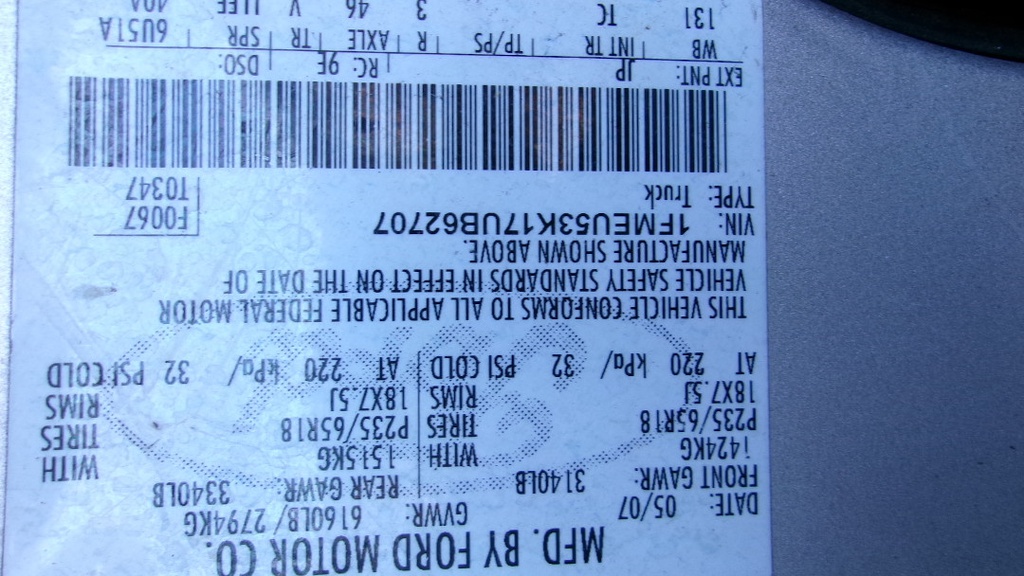 MFD. BY FORD MOTOR CO.
DATE: 05/07 GVWR: 6160LB/2794KG
FRONT GAWR: 3140LB REAR GAWR: 3340LB
1424KG WITH 1515KG WITH
P235/65R18 TIRES P235/65R18 TIRES
18X7.5J RIMS 18X7.5J RIMS
AT 220 kPa/ 32 PSI COLD AT 220 kPa/ 32 PSI COLD
THIS VEHICLE CONFORMS TO ALL APPLICABLE FEDERAL MOTOR
VEHICLE SAFETY STANDARDS IN EFFECT ON THE DATE OF
MANUFACTURE SHOWN ABOVE.
VIN: 1FMEU53K17UB62707 F0067
TYPE: Truck T0347
EXT PNT: JP RC: 9E DSO:
WB INT TR TP/PS R AXLE TR SPR 6U51A
131 TC 3 46 V